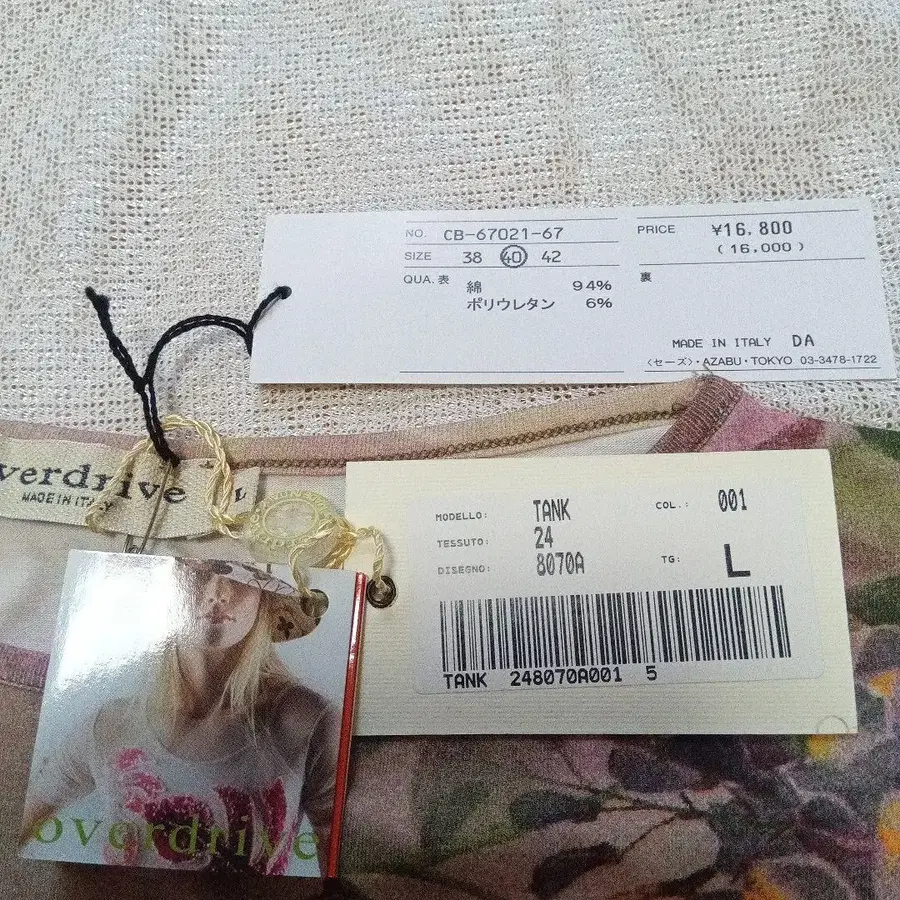 NO. CB-67021-67
SIZE 38 40 42
QUA. 表 綿 94%
ポリウレタン 6%
PRICE ¥16.800
(16.000)
裏
MADE IN ITALY DA
〈セーズ〉・AZABU・TOKYO 03-3478-1722
verdrive L
MADE IN ITALY
MODELLO: TANK COL.: 001
TESSUTO: 24
DISEGNO: 8070A TG: L
TANK 248070A001 5
overdrive